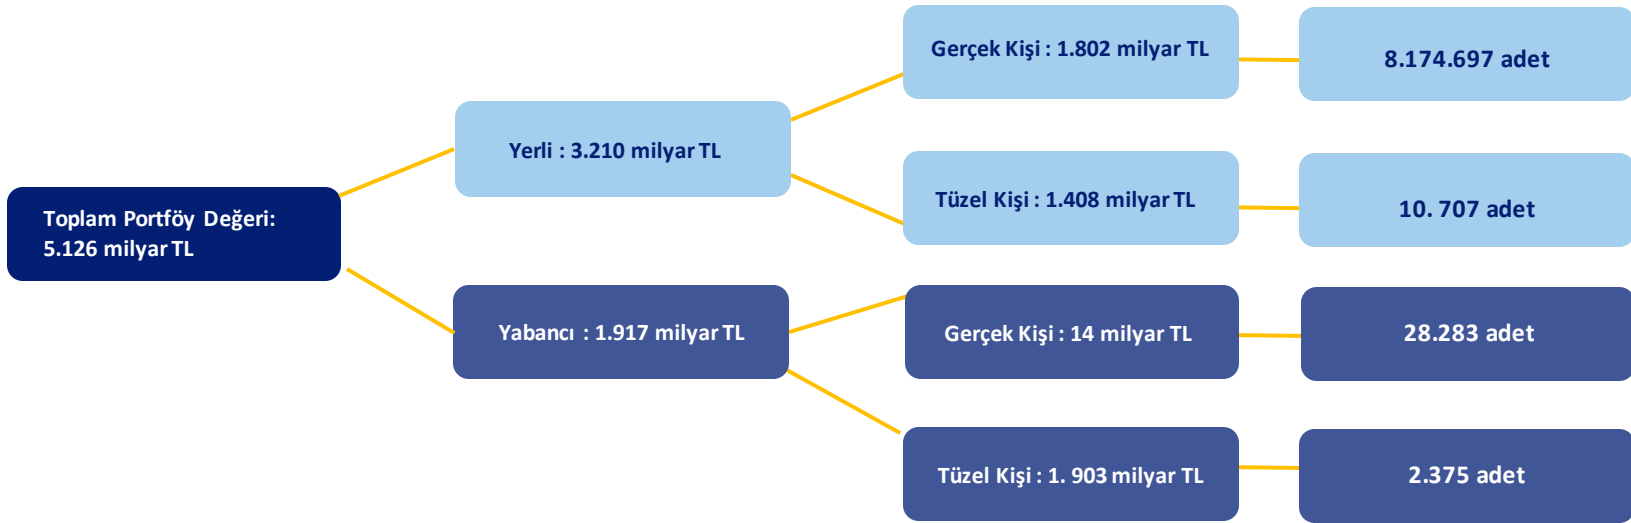 Toplam Portföy Değeri:
5.126 milyar TL
Yerli : 3.210 milyar TL
Gerçek Kişi : 1.802 milyar TL
8.174.697 adet
Tüzel Kişi : 1.408 milyar TL
10. 707 adet
Yabancı : 1.917 milyar TL
Gerçek Kişi : 14 milyar TL
28.283 adet
Tüzel Kişi : 1. 903 milyar TL
2.375 adet